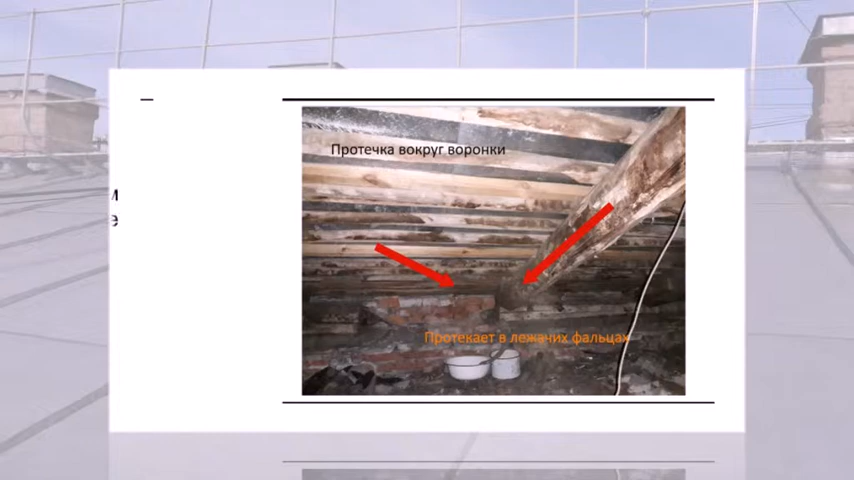 м
е
Протечка вокруг воронки
Протекает в лежачих фальцах